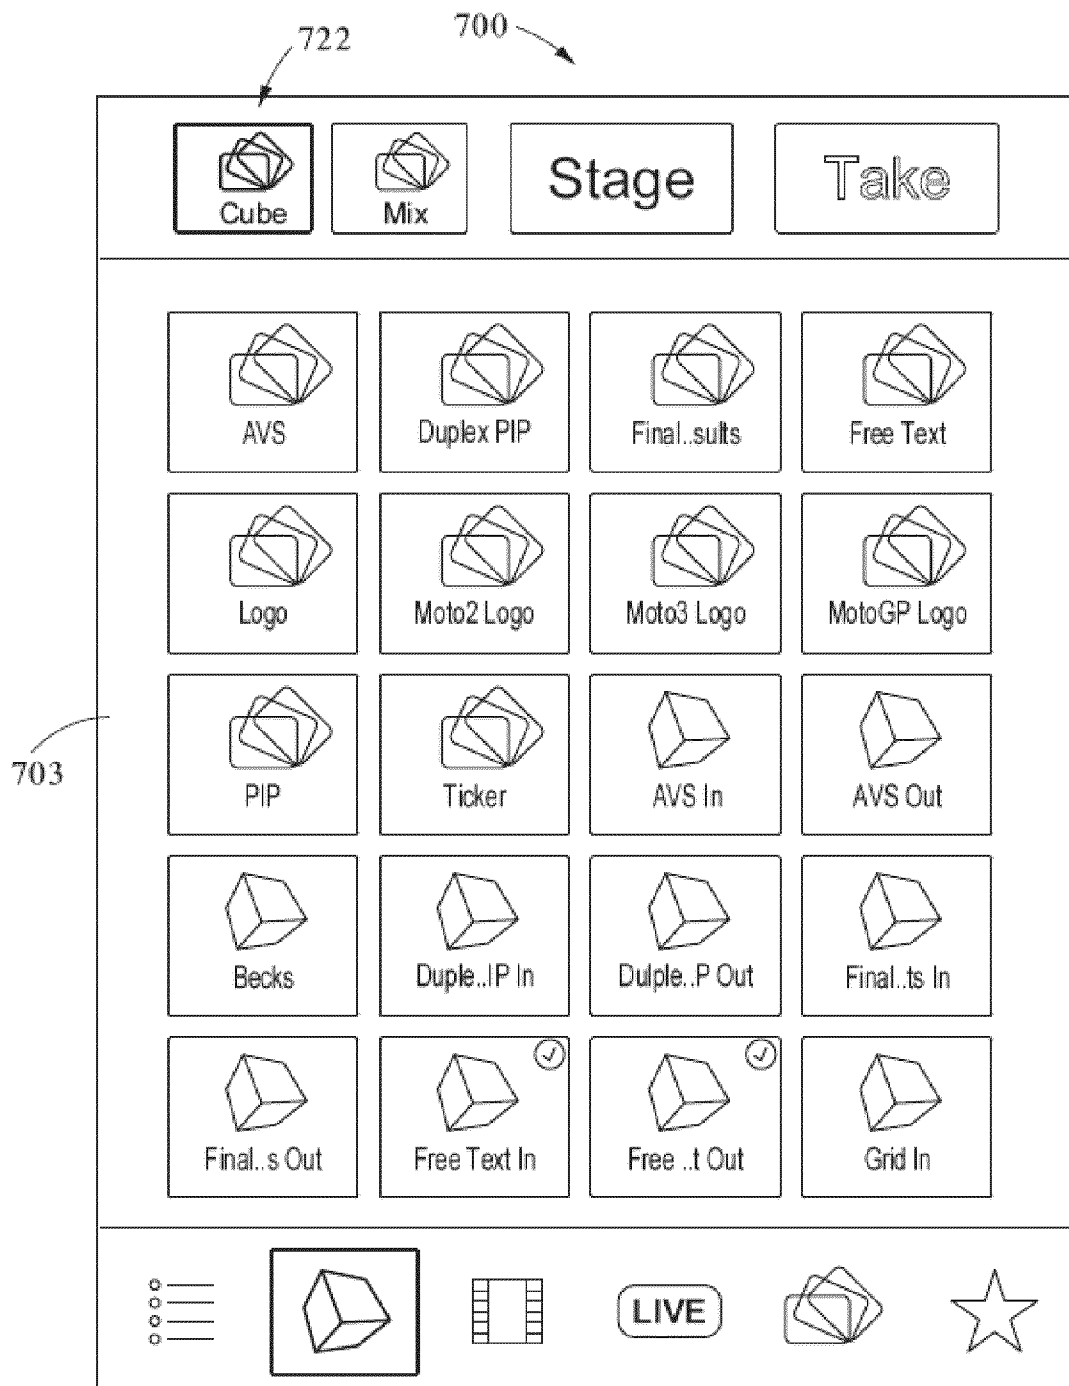 722
700
Cube
Mix
Stage
Take
AVS
Duplex PIP
Final..sults
Free Text
Logo
Moto2 Logo
Moto3 Logo
MotoGP Logo
PIP
Ticker
AVS In
AVS Out
703
Becks
Duple..IP In
Dulple..P Out
Final..ts In
Final..s Out
Free Text In
Free ..t Out
Grid In
LIVE